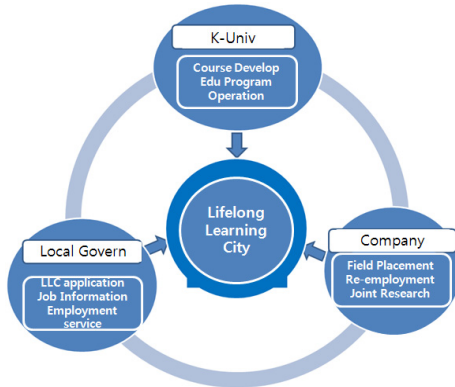 K-Univ
Course Develop
Edu Program
Operation
Lifelong
Learning
City
Local Govern
LLC application
Job Information
Employment
service
Company
Field Placement
Re-employment
Joint Research